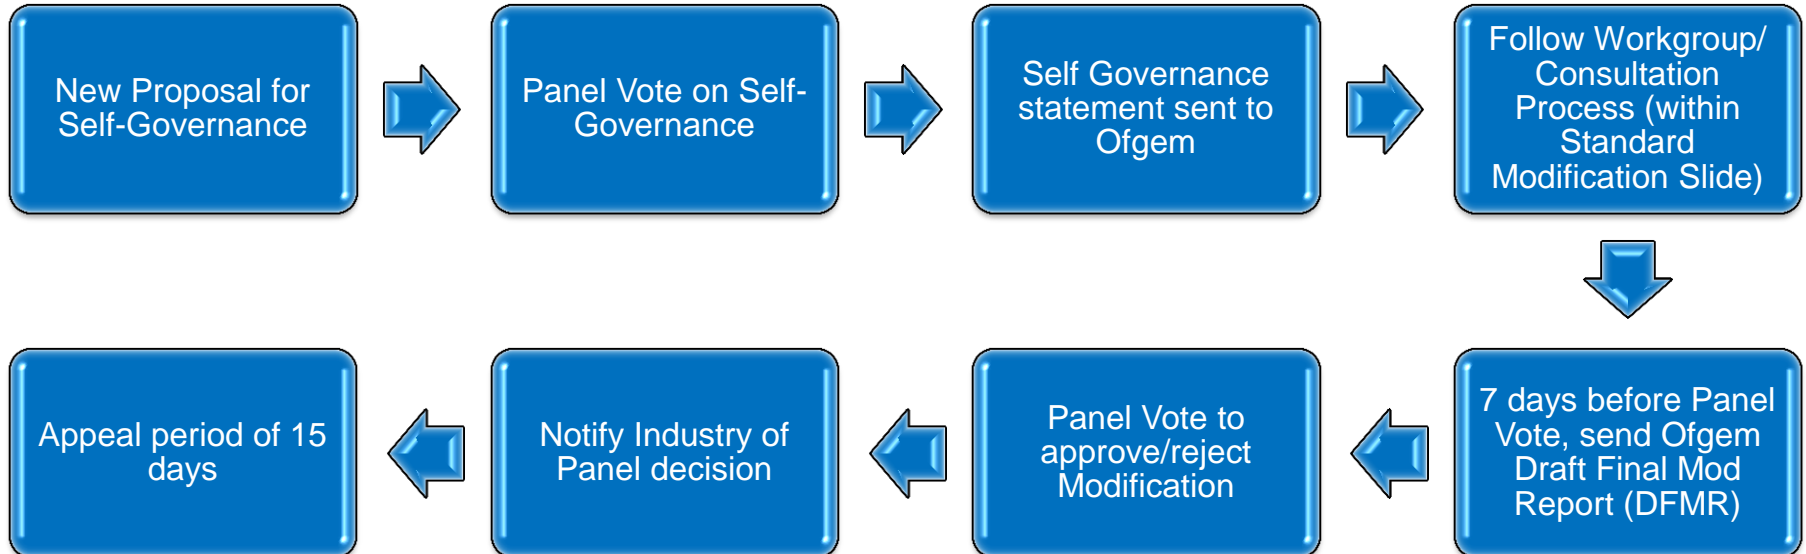 New Proposal for
Self-Governance
Panel Vote on Self-
Governance
Self Governance
statement sent to
Ofgem
Follow Workgroup/
Consultation
Process (within
Standard
Modification Slide)
7 days before Panel
Vote, send Ofgem
Draft Final Mod
Report (DFMR)
Panel Vote to
approve/reject
Modification
Notify Industry of
Panel decision
Appeal period of 15
days